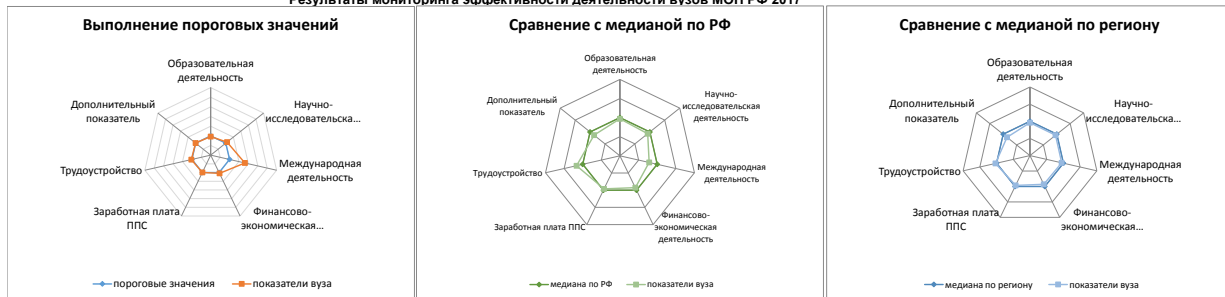 Результаты мониторинга эффективности деятельности вузов МОН РФ 2017
Выполнение пороговых значений
Образовательная
деятельность
Научно-
исследовательска...
Международная
деятельность
Финансово-
экономическая...
Заработная плата
ППС
Трудоустройство
Дополнительный
показатель
пороговые значения
показатели вуза
Сравнение с медианой по РФ
Образовательная
деятельность
Научно-
исследовательская
деятельность
Международная
деятельность
Финансово-
экономическая
деятельность
Заработная плата ППС
Трудоустройство
Дополнительный
показатель
медиана по РФ
показатели вуза
Сравнение с медианой по региону
Образовательная
деятельность
Научно-
исследовательска...
Международная
деятельность
Финансово-
экономическая...
Заработная плата
ППС
Трудоустройство
Дополнительный
показатель
медиана по региону
показатели вуза